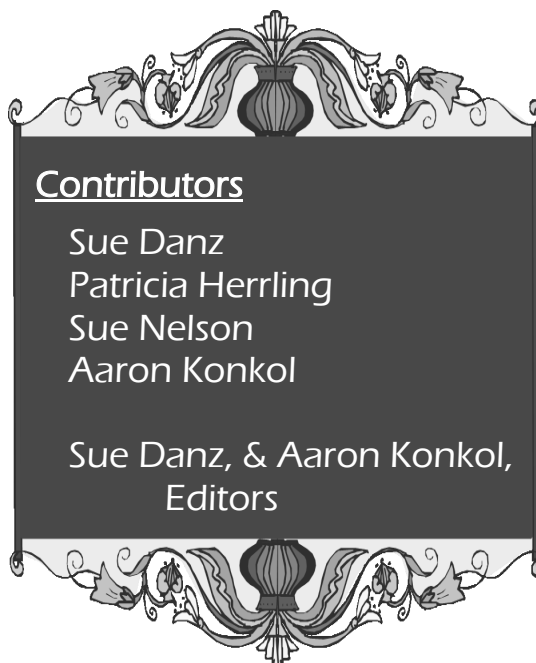 Contributors
Sue Danz
Patricia Herrling
Sue Nelson
Aaron Konkol
Sue Danz, & Aaron Konkol,
Editors